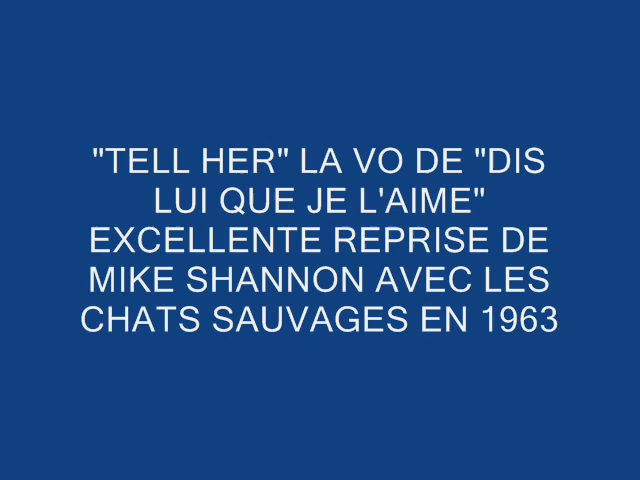 "TELL HER" LA VO DE "DIS
LUI QUE JE L'AIME"
EXCELLENTE REPRISE DE
MIKE SHANNON AVEC LES
CHATS SAUVAGES EN 1963